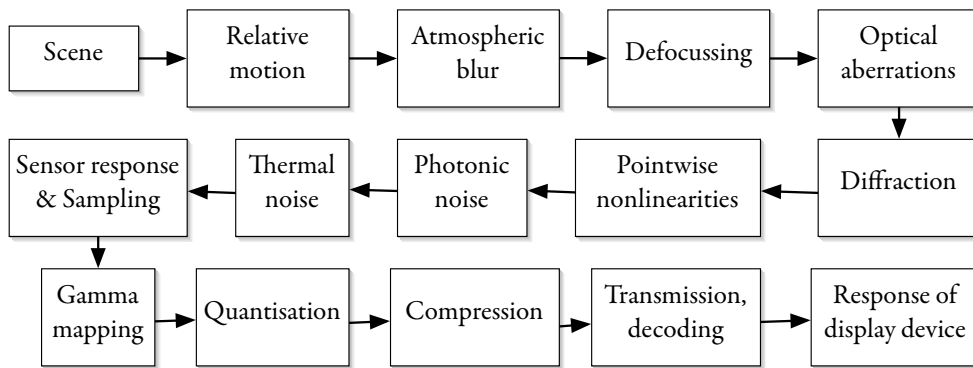 Scene
Relative
motion
Atmospheric
blur
Defocussing
Optical
aberrations
Diffraction
Pointwise
nonlinearities
Photonic
noise
Thermal
noise
Sensor response
& Sampling
Gamma
mapping
Quantisation
Compression
Transmission,
decoding
Response of
display device